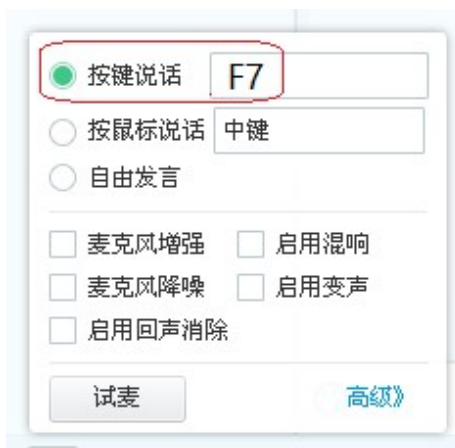 按键说话 F7
按鼠标说话 中键
自由发言
麦克风增强 启用混响
麦克风降噪 启用变声
启用回声消除
试麦 高级》